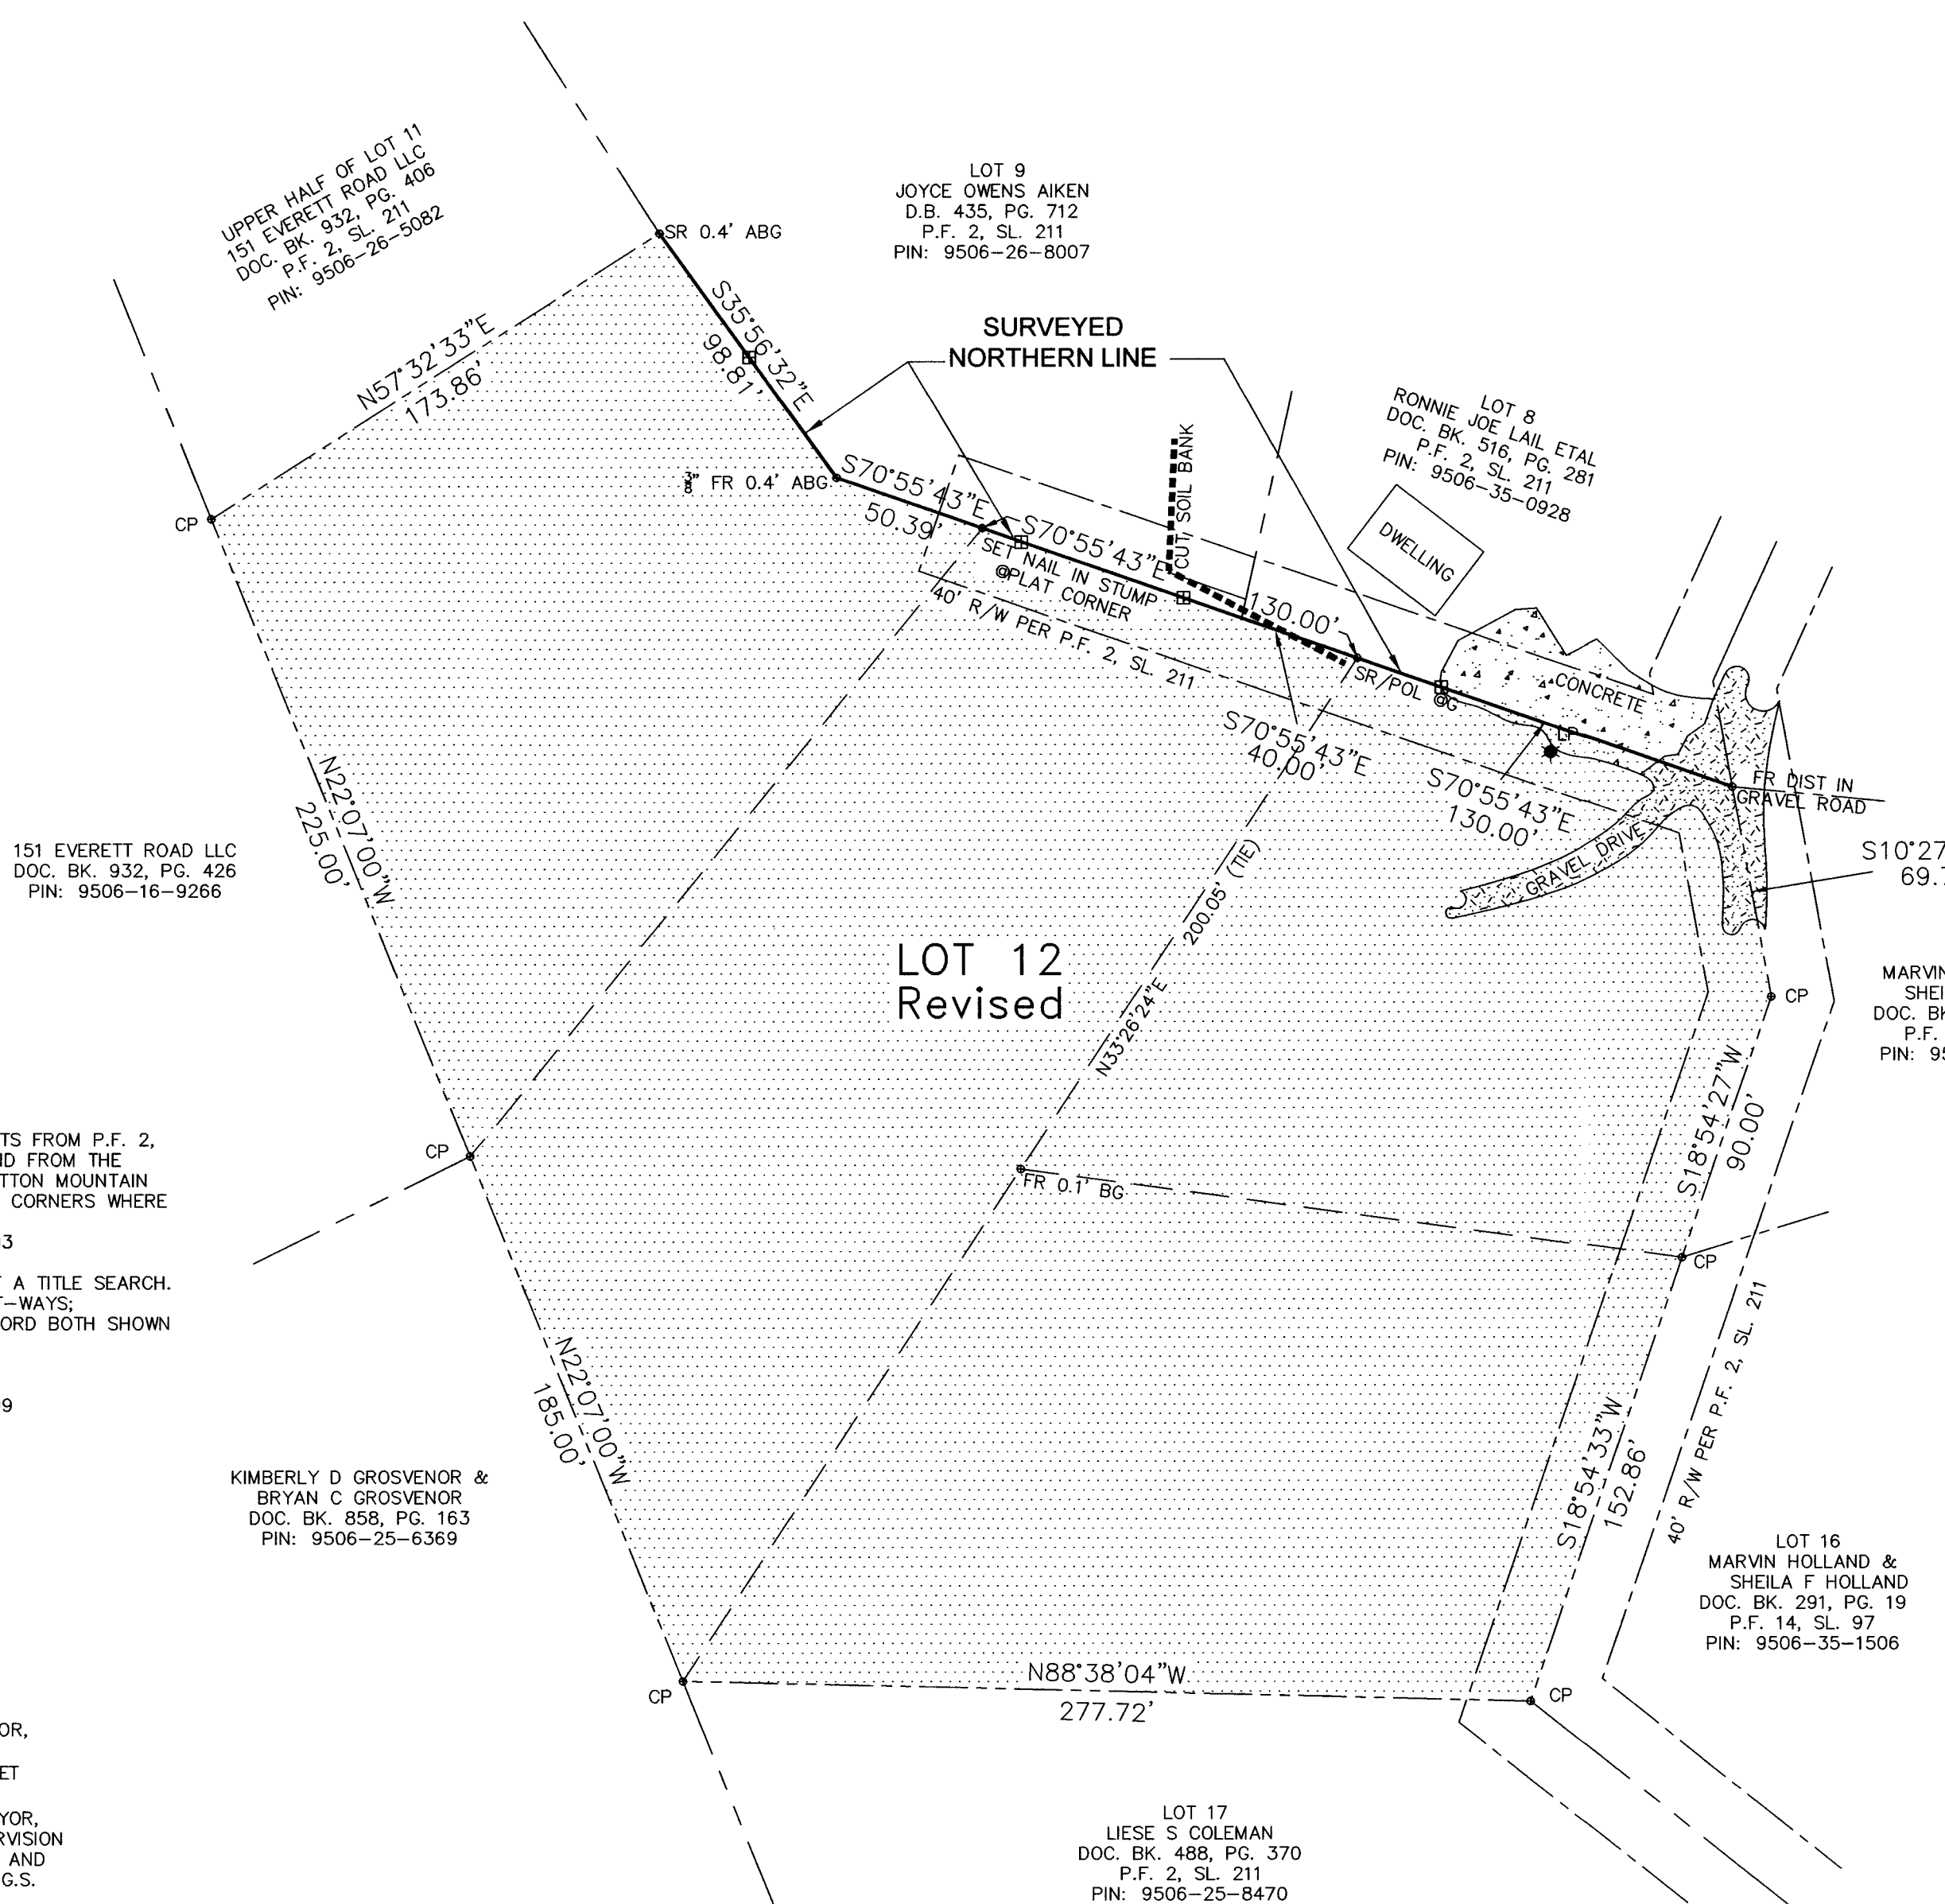 UPPER HALF OF LOT 11
151 EVERETT ROAD LLC
DOC. BK. 932, PG. 406
P.F. 2, SL. 211
PIN: 9506-26-5082
LOT 9
JOYCE OWENS AIKEN
D.B. 435, PG. 712
P.F. 2, SL. 211
PIN: 9506-26-8007
SR 0.4' ABG
SURVEYED
NORTHERN LINE
S35°56'32"E
98.81'
N57°32'33"E
173.86'
LOT 8
RONNIE JOE LAIL ETAL
DOC. BK. 516, PG. 281
P.F. 2, SL. 211
PIN: 9506-35-0928
DWELLING
CUT/SOIL BANK
3/8" FR 0.4' ABG
CP
S70°55'43"E
50.39'
S70°55'43"E
130.00'
SET NAIL IN STUMP
@PLAT CORNER
40' R/W PER P.F. 2, SL. 211
SR/POL @G
CONCRETE
LP
S70°55'43"E
40.00'
S70°55'43"E
130.00'
FR DIST IN
GRAVEL ROAD
GRAVEL DRIVE
S10°27
69.7
N22°07'00"W
225.00'
151 EVERETT ROAD LLC
DOC. BK. 932, PG. 426
PIN: 9506-16-9266
N33°26'24"E 200.05' (TIE)
LOT 12
Revised
CP
MARVIN
SHEI
DOC. BK
P.F.
PIN: 95
S18°54'27"W
90.00'
TS FROM P.F. 2,
ID FROM THE
TTON MOUNTAIN
CORNERS WHERE
03
A TITLE SEARCH.
T-WAYS;
ORD BOTH SHOWN
9
CP
FR 0.1' BG
CP
N22°07'00"W
185.00'
S18°54'33"W
152.86'
40' R/W PER P.F. 2, SL. 211
KIMBERLY D GROSVENOR &
BRYAN C GROSVENOR
DOC. BK. 858, PG. 163
PIN: 9506-25-6369
LOT 16
MARVIN HOLLAND &
SHEILA F HOLLAND
DOC. BK. 291, PG. 19
P.F. 14, SL. 97
PIN: 9506-35-1506
CP
N88°38'04"W
277.72'
CP
OR,
ET
YOR,
RVISION
AND
G.S.
LOT 17
LIESE S COLEMAN
DOC. BK. 488, PG. 370
P.F. 2, SL. 211
PIN: 9506-25-8470